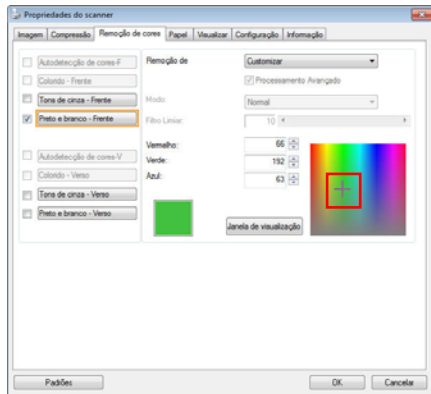 Propriedades do scanner
Imagem Compressão Remoção de cores Papel Visualizar Configuração Informação
Autodetecção de cores-F
Colorido - Frente
Tons de cinza - Frente
Preto e branco - Frente
Autodetecção de cores-V
Colorido - Verso
Tons de cinza - Verso
Preto e branco - Verso
Remoção de Customizar
Processamento Avançado
Modo Normal
Filtro Limiar: 10
Vermelho: 66
Verde: 192
Azul: 63
Janela de visualização
Padrões OK Cancelar